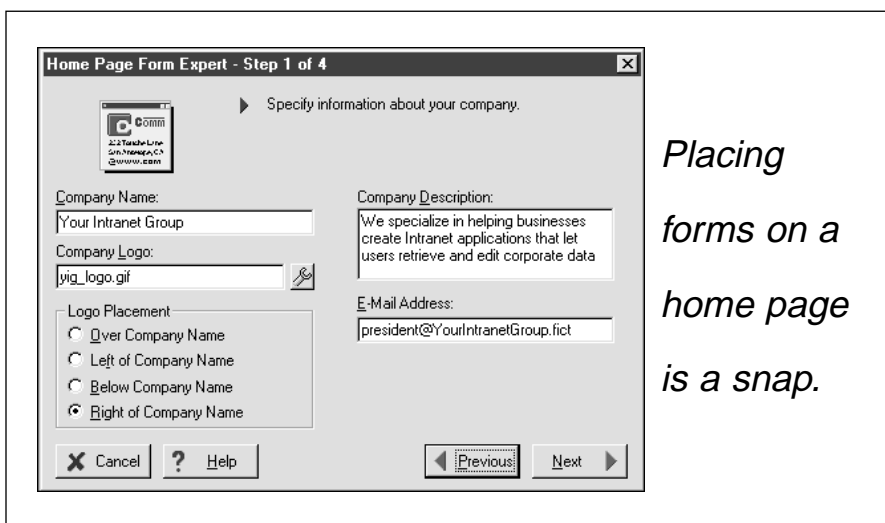 Home Page Form Expert - Step 1 of 4
Specify information about your company.
Comm
@www.com
Company Name:
Your Intranet Group
Company Logo:
yig_logo.gif
Logo Placement
Over Company Name
Left of Company Name
Below Company Name
Right of Company Name
Company Description:
We specialize in helping businesses
create Intranet applications that let
users retrieve and edit corporate data
E-Mail Address:
president@YourIntranetGroup.fict
Cancel
? Help
Previous
Next
Placing
forms on a
home page
is a snap.